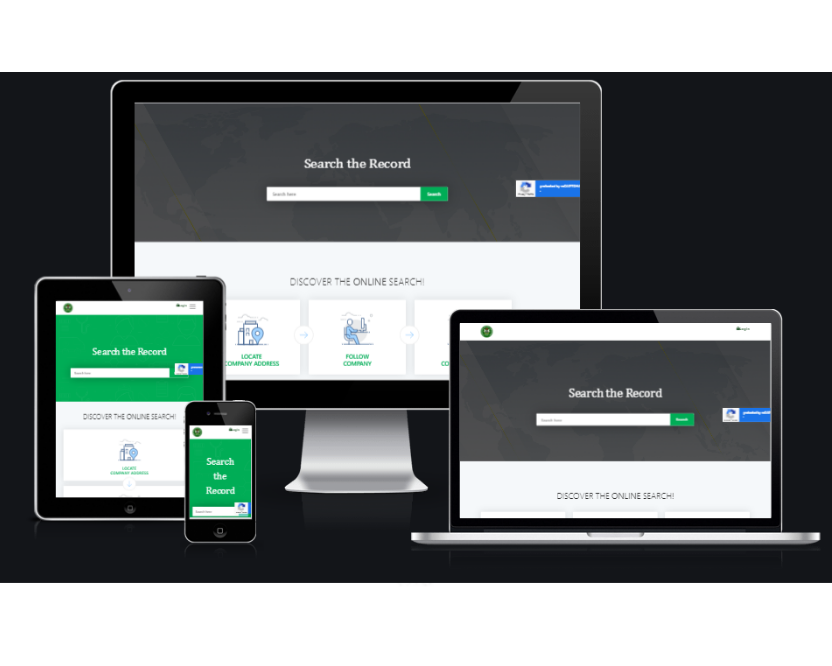 Search the Record
Search here
Search
protected by reCAPTCHA
DISCOVER THE ONLINE SEARCH!
LOCATE
COMPANY ADDRESS
FOLLOW
COMPANY
CO
Login
Search the Record
Search here
DISCOVER THE ONLINE SEARCH!
LOCATE
COMPANY ADDRESS
Login
Search
the
Record
Search here
Login
Search the Record
Search here
Search
DISCOVER THE ONLINE SEARCH!